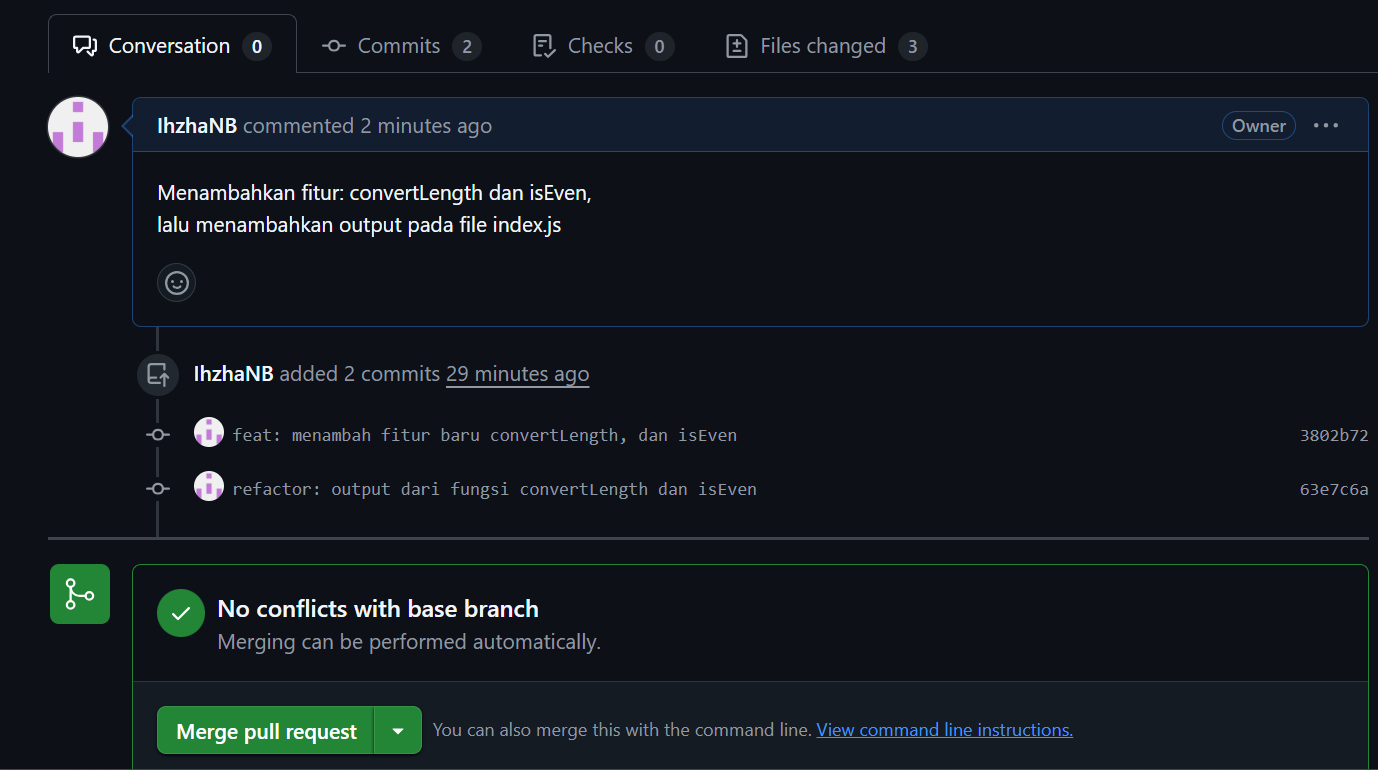 Conversation 0 Commits 2 Checks 0 Files changed 3
IhzhaNB commented 2 minutes ago Owner
Menambahkan fitur: convertLength dan isEven,
lalu menambahkan output pada file index.js
IhzhaNB added 2 commits 29 minutes ago
feat: menambah fitur baru convertLength, dan isEven 3802b72
refactor: output dari fungsi convertLength dan isEven 63e7c6a
No conflicts with base branch
Merging can be performed automatically.
Merge pull request You can also merge this with the command line. View command line instructions.